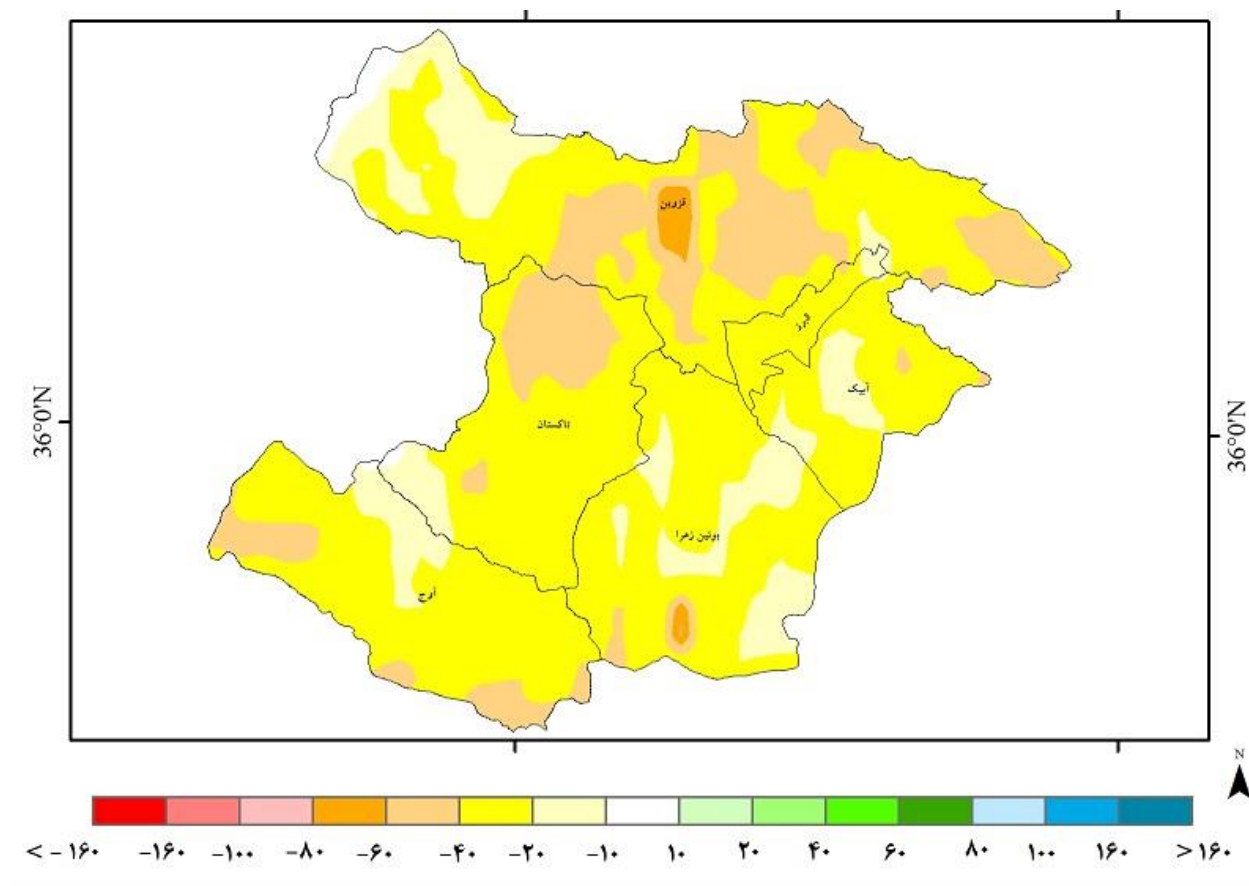 قزوین
البرز
36°0'N
آبیک
36°0'N
تاکستان
بوئین زهرا
آوج
N
< -۱۶۰ -۱۶۰ -۱۰۰ -۸۰ -۶۰ -۴۰ -۲۰ -۱۰ ۱۰ ۲۰ ۴۰ ۶۰ ۸۰ ۱۰۰ ۱۶۰ >۱۶۰